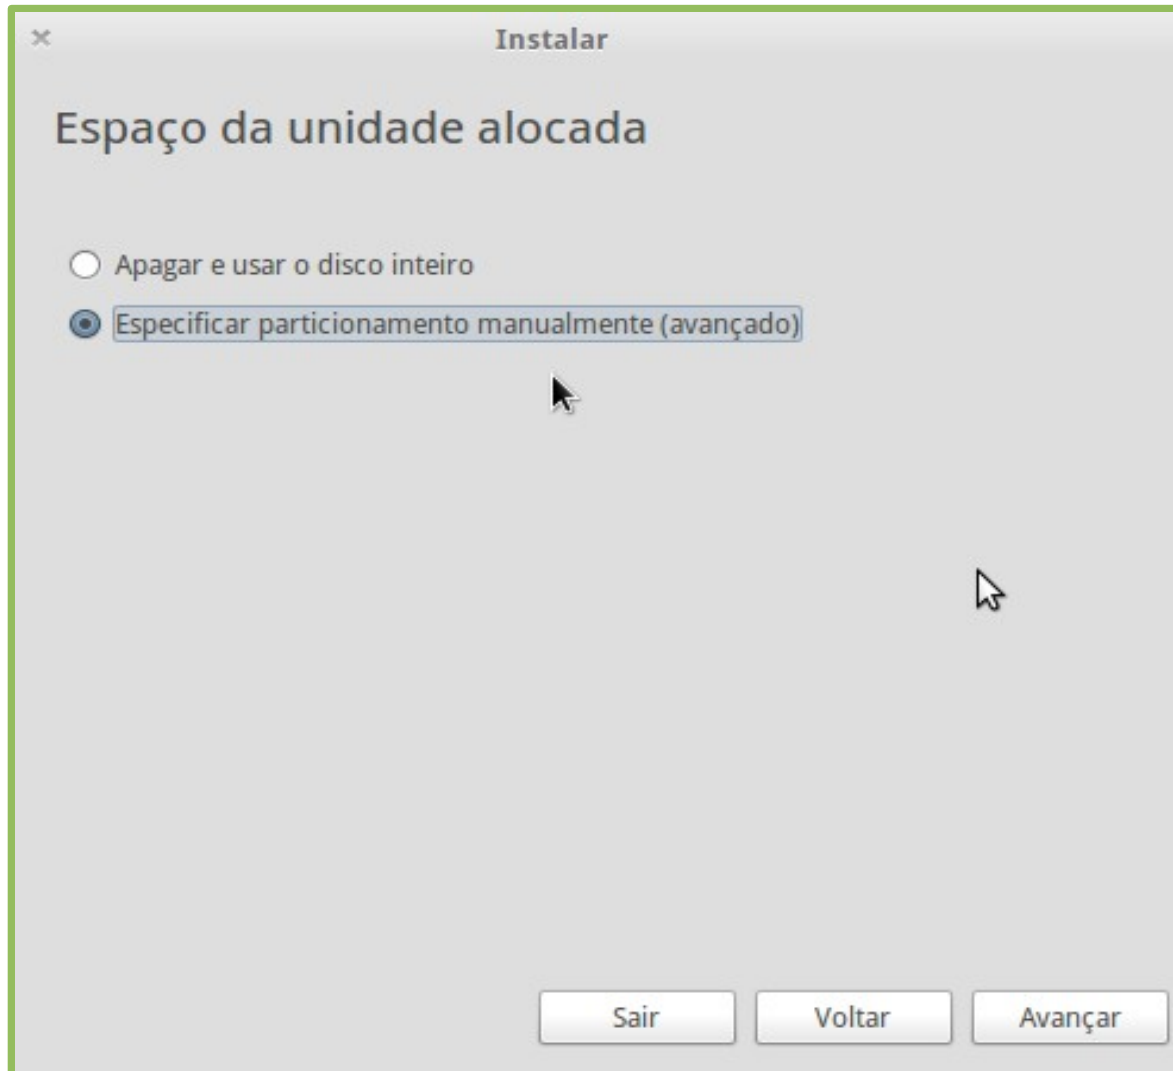 Instalar
Espaço da unidade alocada
Apagar e usar o disco inteiro
Especificar particionamento manualmente (avançado)
Sair
Voltar
Avançar